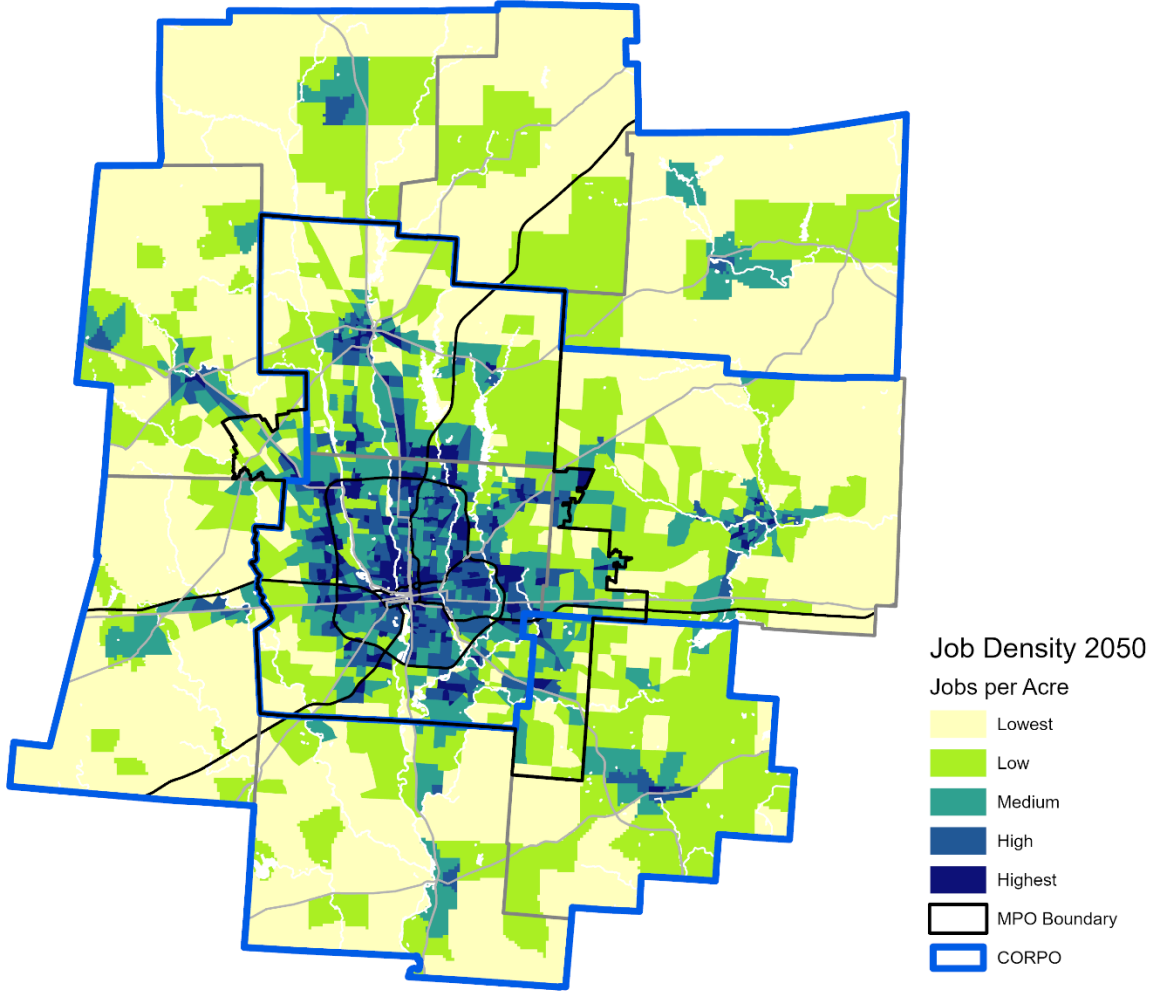 Job Density 2050
Jobs per Acre
Lowest
Low
Medium
High
Highest
MPO Boundary
CORPO